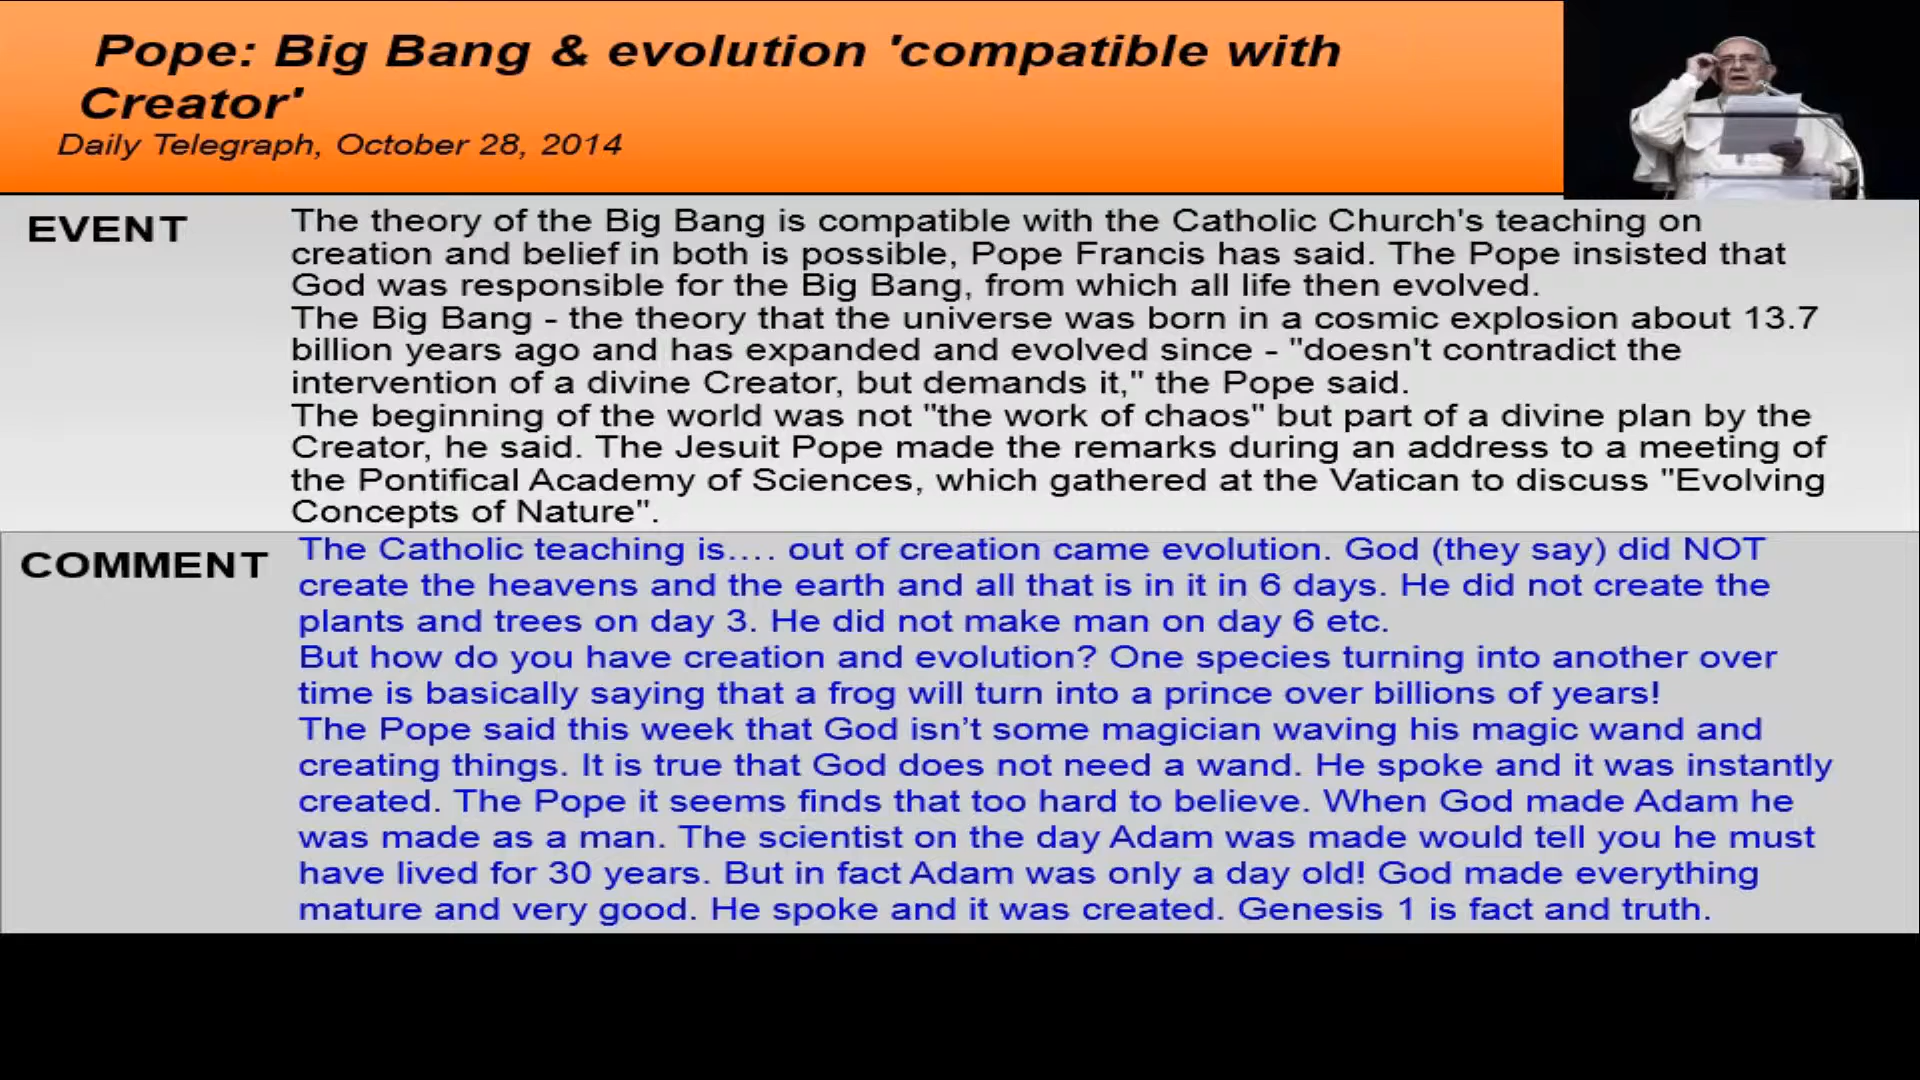 Pope: Big Bang & evolution 'compatible with
Creator'
Daily Telegraph, October 28, 2014
EVENT
The theory of the Big Bang is compatible with the Catholic Church's teaching on
creation and belief in both is possible, Pope Francis has said. The Pope insisted that
God was responsible for the Big Bang, from which all life then evolved.
The Big Bang - the theory that the universe was born in a cosmic explosion about 13.7
billion years ago and has expanded and evolved since - "doesn't contradict the
intervention of a divine Creator, but demands it," the Pope said.
The beginning of the world was not "the work of chaos" but part of a divine plan by the
Creator, he said. The Jesuit Pope made the remarks during an address to a meeting of
the Pontifical Academy of Sciences, which gathered at the Vatican to discuss "Evolving
Concepts of Nature".
COMMENT
The Catholic teaching is.... out of creation came evolution. God (they say) did NOT
create the heavens and the earth and all that is in it in 6 days. He did not create the
plants and trees on day 3. He did not make man on day 6 etc.
But how do you have creation and evolution? One species turning into another over
time is basically saying that a frog will turn into a prince over billions of years!
The Pope said this week that God isn’t some magician waving his magic wand and
creating things. It is true that God does not need a wand. He spoke and it was instantly
created. The Pope it seems finds that too hard to believe. When God made Adam he
was made as a man. The scientist on the day Adam was made would tell you he must
have lived for 30 years. But in fact Adam was only a day old! God made everything
mature and very good. He spoke and it was created. Genesis 1 is fact and truth.